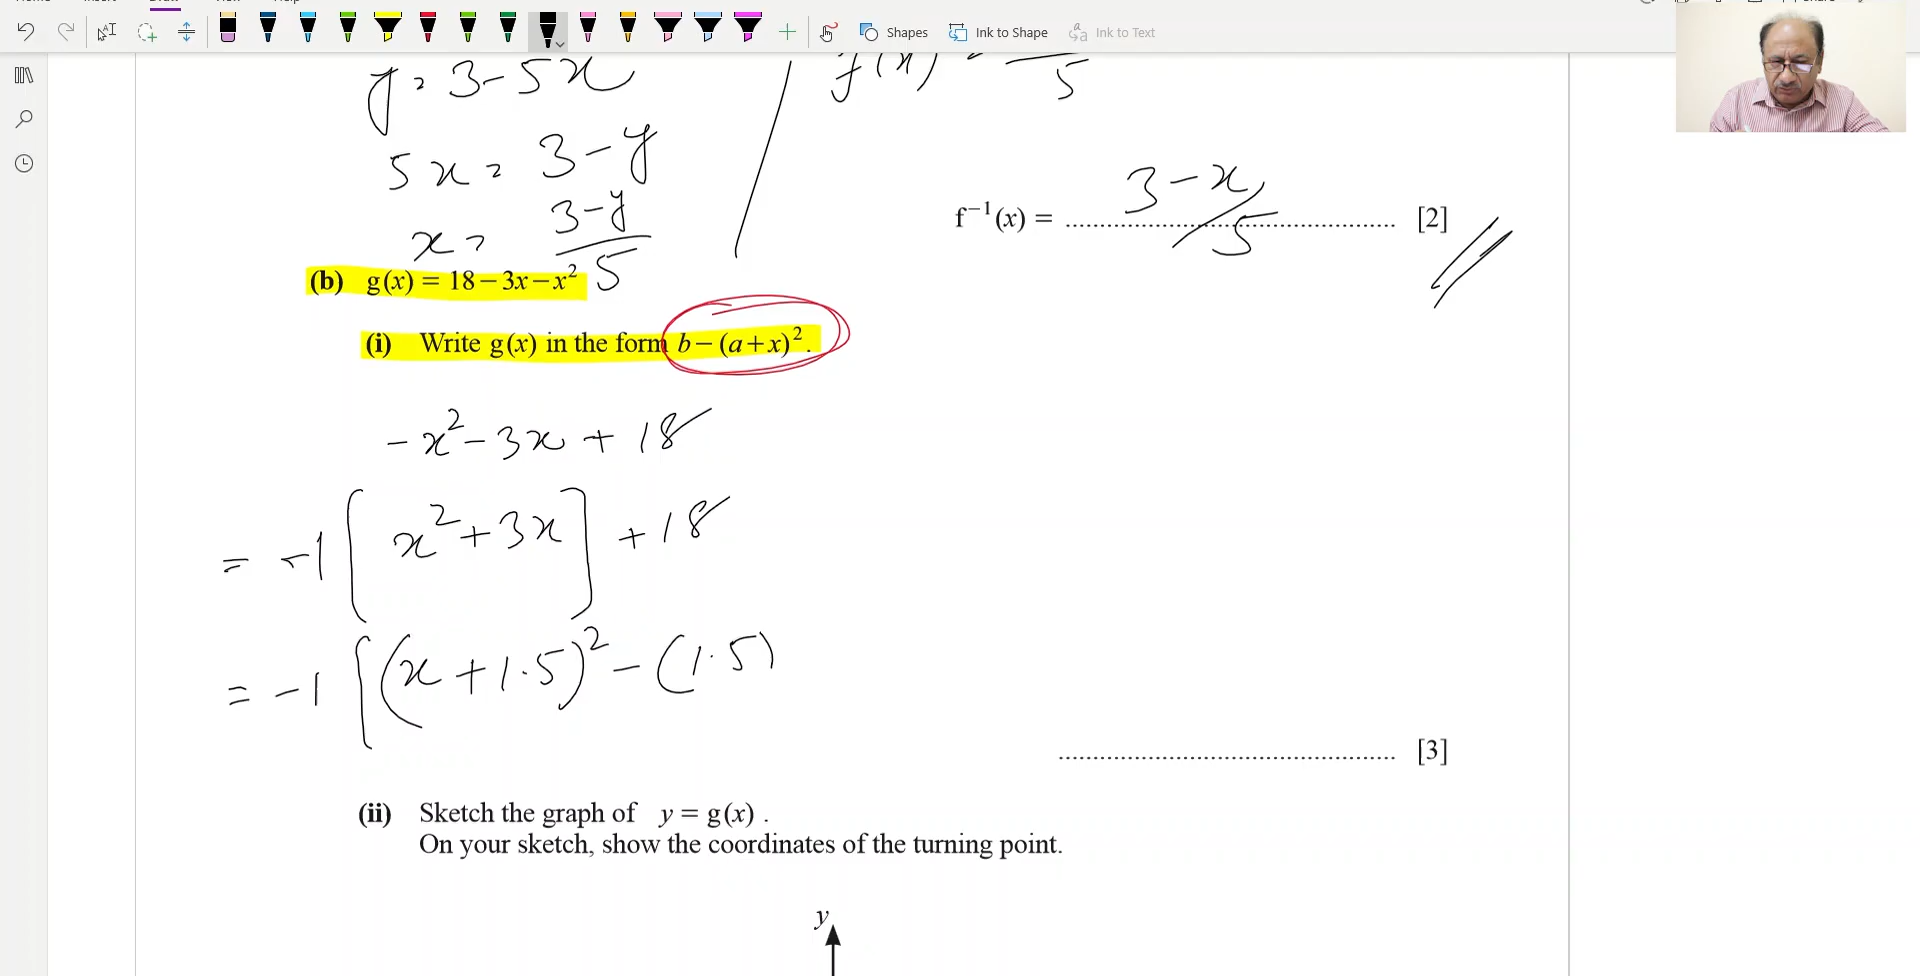 Shapes Ink to Shape Ink to Text
y = 3 - 5x
5x = 3 - y
x = 3 - y / 5
5
f⁻¹(x) = 3 - x / 5 [2]
(b) g(x) = 18 − 3x − x²
(i) Write g(x) in the form b − (a + x)².
- x² - 3x + 18
= -1 [ x² + 3x ] + 18
= -1 [ (x + 1.5)² - (1.5)
[3]
(ii) Sketch the graph of y = g(x) .
On your sketch, show the coordinates of the turning point.
y